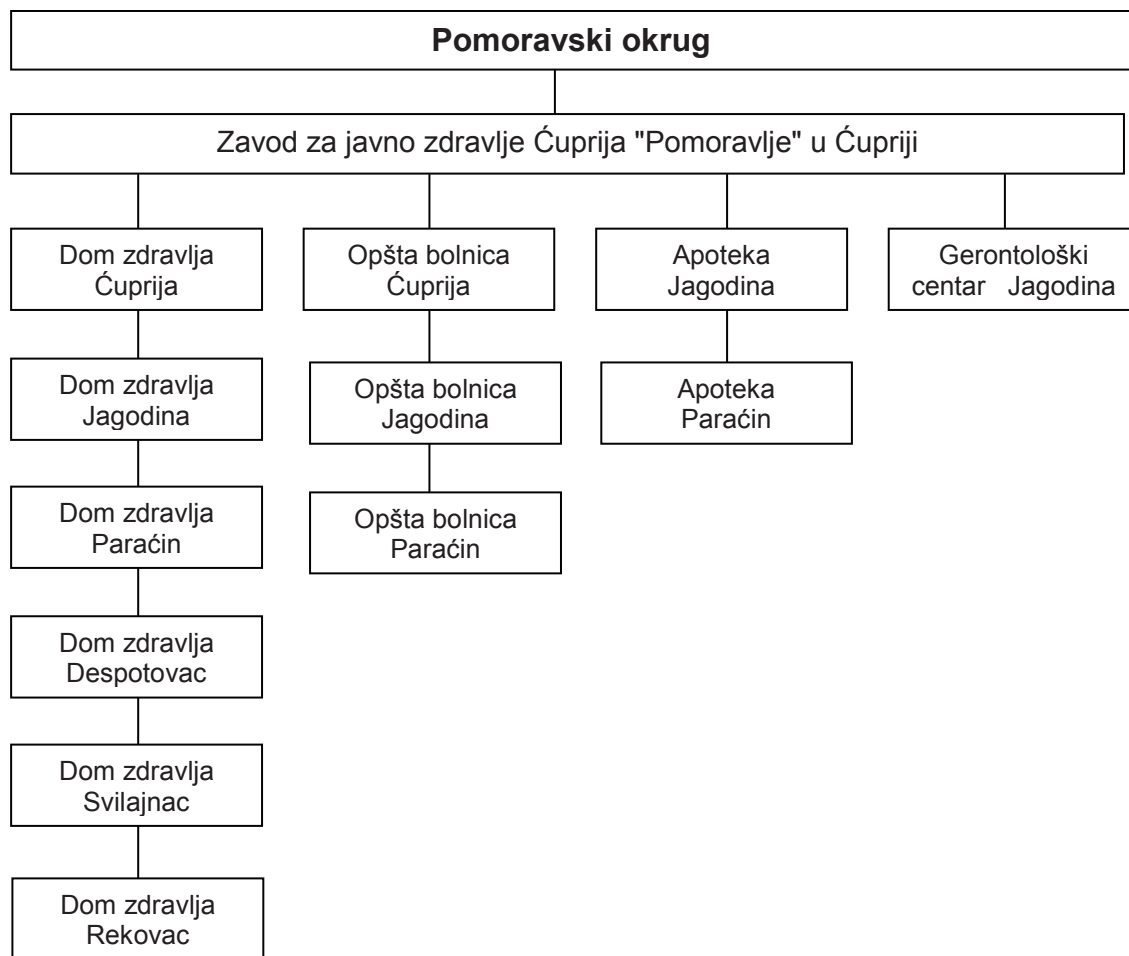 Pomoravski okrug
Zavod za javno zdravlje Ćuprija "Pomoravlje" u Ćupriji
Dom zdravlja
Ćuprija
Dom zdravlja
Jagodina
Dom zdravlja
Paraćin
Dom zdravlja
Despotovac
Dom zdravlja
Svilajnac
Dom zdravlja
Rekovac
Opšta bolnica
Ćuprija
Opšta bolnica
Jagodina
Opšta bolnica
Paraćin
Apoteka
Jagodina
Apoteka
Paraćin
Gerontološki
centar Jagodina